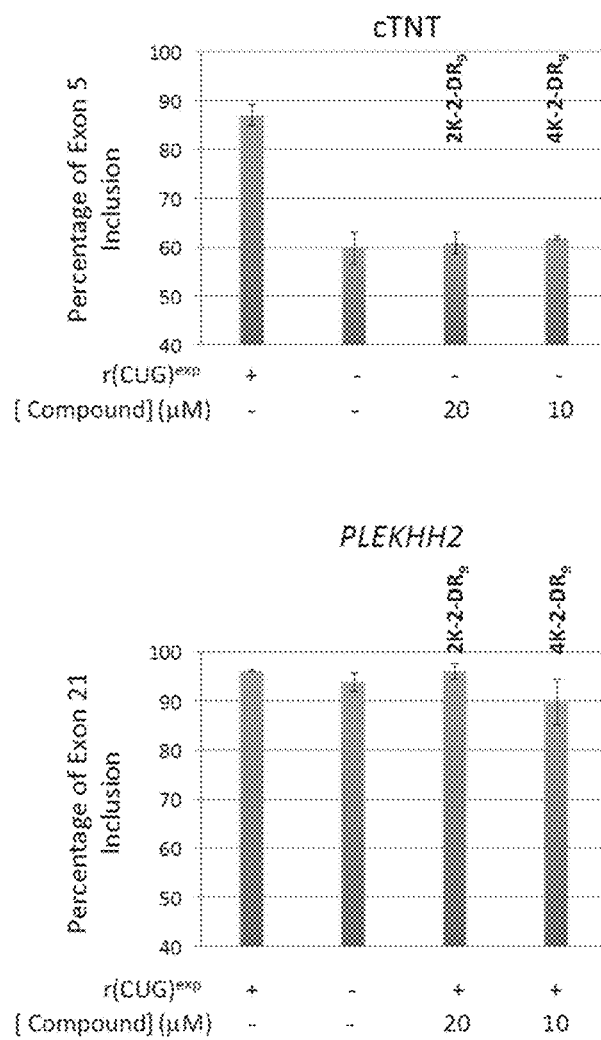 cTNT
Percentage of Exon 5
Inclusion
100
90
80
70
60
50
40
2K-2-DR9
4K-2-DR9
r(CUG)exp + - - -
[ Compound] (μM) - - 20 10
PLEKHH2
Percentage of Exon 21
Inclusion
2K-2-DR9
4K-2-DR9
100
90
80
70
60
50
40
r(CUG)exp + - + +
[ Compound] (μM) - - 20 10